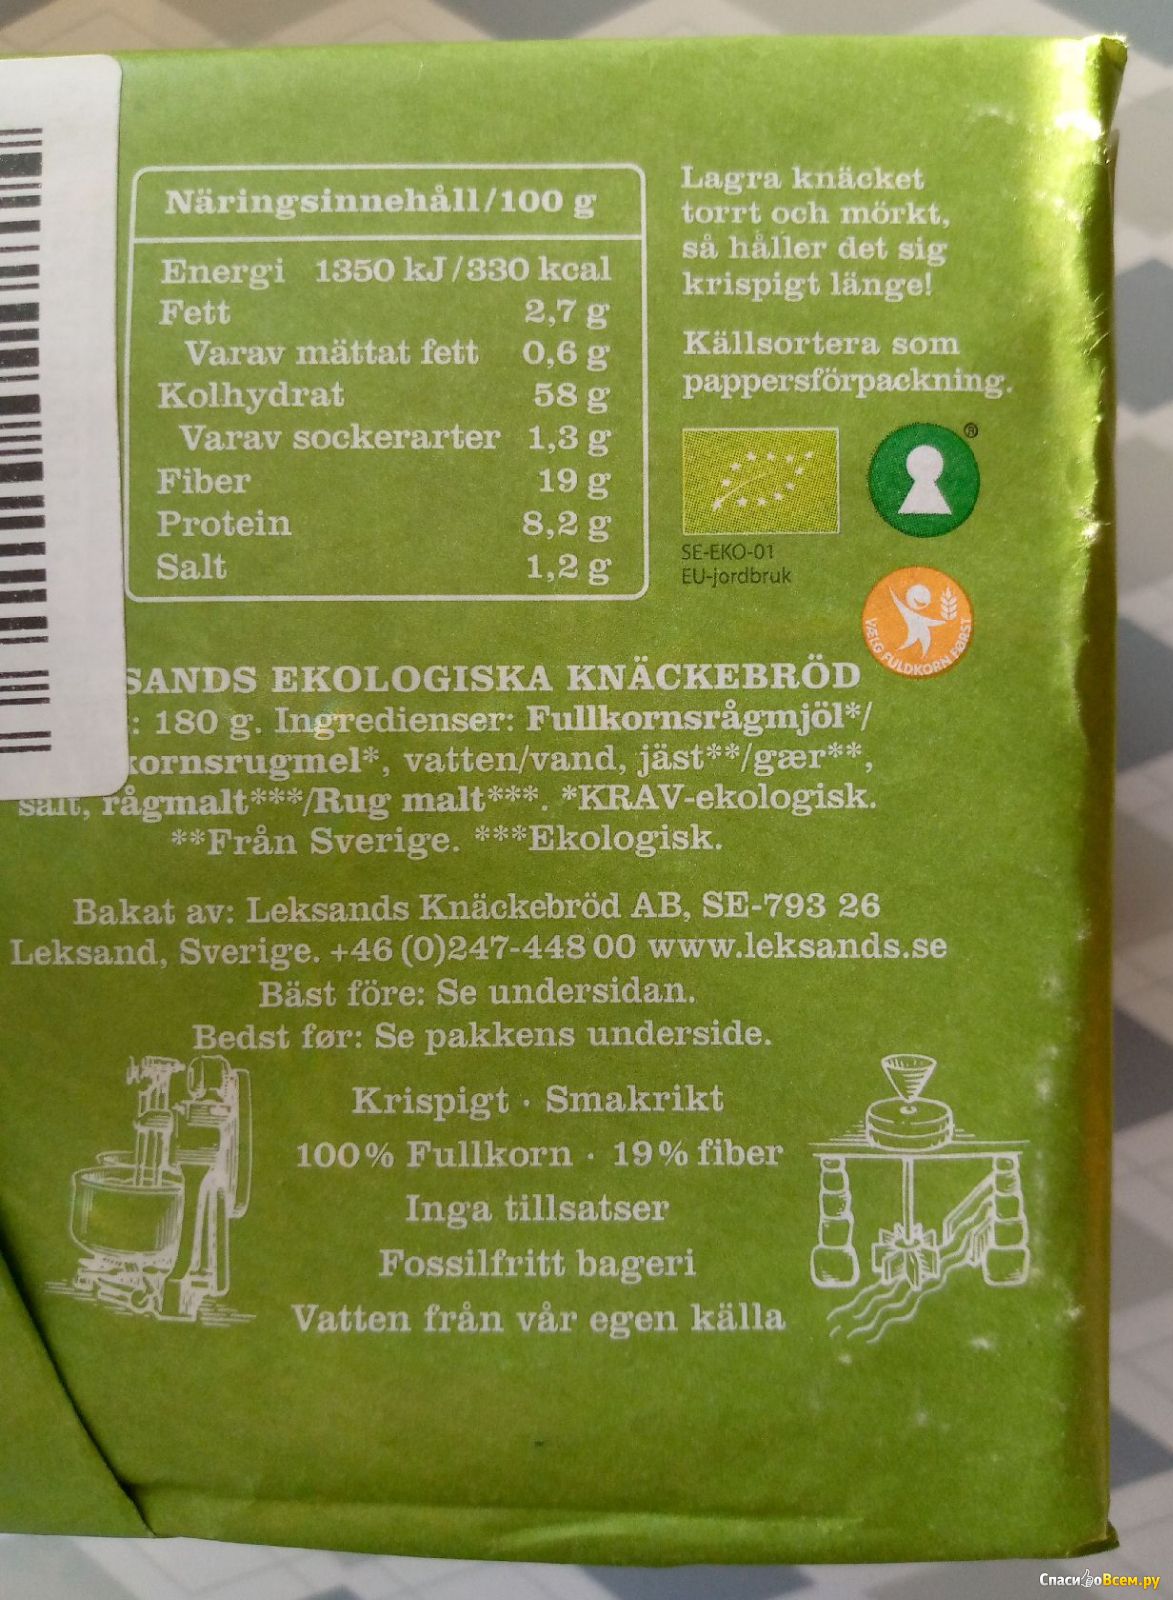 Näringsinnehåll/100 g
Energi 1350 kJ/330 kcal
Fett 2,7 g
Varav mättat fett 0,6 g
Kolhydrat 58 g
Varav sockerarter 1,3 g
Fiber 19 g
Protein 8,2 g
Salt 1,2 g
Lagra knäcket
torrt och mörkt,
så håller det sig
krispigt länge!
Källsortera som
pappersförpackning.
®
SE-EKO-01
EU-jordbruk
VÆLG FULDKORN FØRST
SANDS EKOLOGISKA KNÄCKEBRÖD
: 180 g. Ingredienser: Fullkornsrågmjöl*/
kornsrugmel*, vatten/vand, jäst**/gær**,
salt, rågmalt***/Rug malt***. *KRAV-ekologisk.
**Från Sverige. ***Ekologisk.
Bakat av: Leksands Knäckebröd AB, SE-793 26
Leksand, Sverige. +46 (0)247-448 00 www.leksands.se
Bäst före: Se undersidan.
Bedst før: Se pakkens underside.
Krispigt · Smakrikt
100% Fullkorn · 19% fiber
Inga tillsatser
Fossilfritt bageri
Vatten från vår egen källa
СпасибоВсем.ру